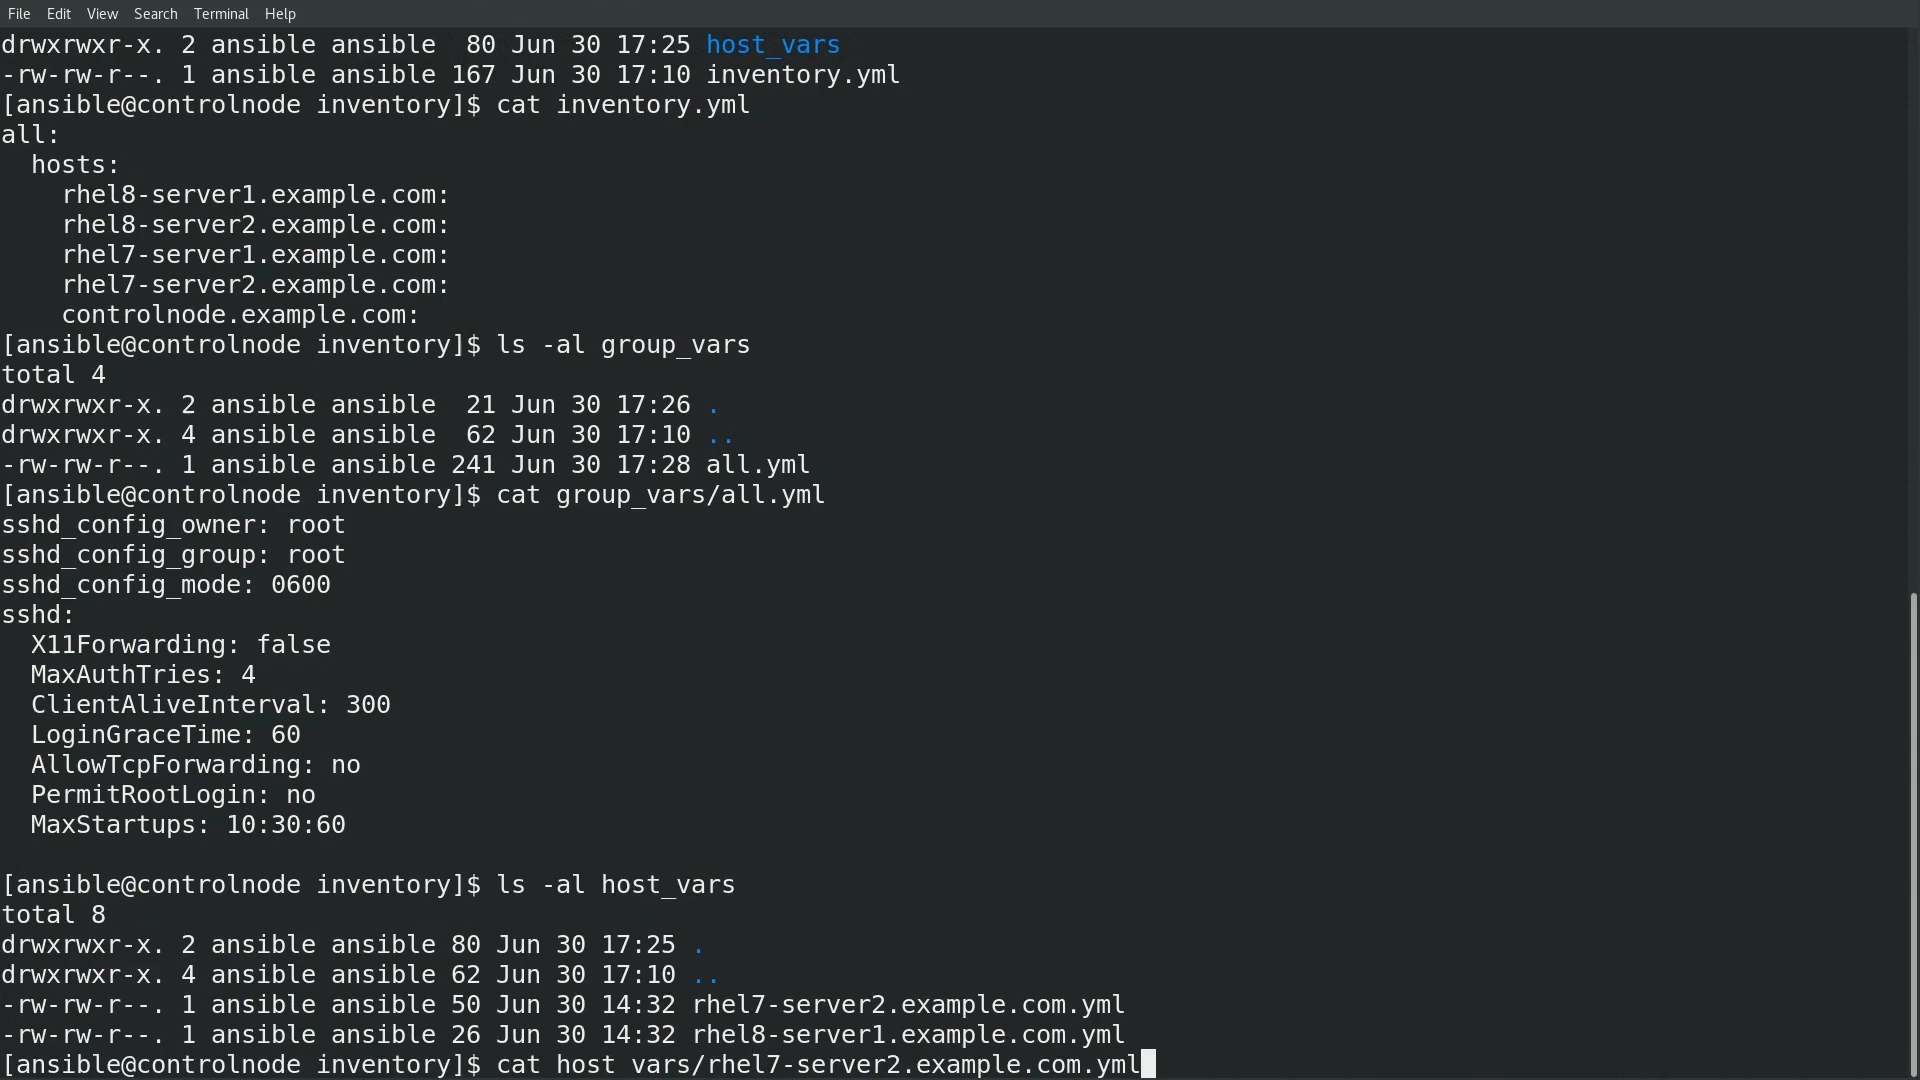 File Edit View Search Terminal Help
drwxrwxr-x. 2 ansible ansible  80 Jun 30 17:25 host_vars
-rw-rw-r--. 1 ansible ansible 167 Jun 30 17:10 inventory.yml
[ansible@controlnode inventory]$ cat inventory.yml
all:
  hosts:
    rhel8-server1.example.com:
    rhel8-server2.example.com:
    rhel7-server1.example.com:
    rhel7-server2.example.com:
    controlnode.example.com:
[ansible@controlnode inventory]$ ls -al group_vars
total 4
drwxrwxr-x. 2 ansible ansible  21 Jun 30 17:26 .
drwxrwxr-x. 4 ansible ansible  62 Jun 30 17:10 ..
-rw-rw-r--. 1 ansible ansible 241 Jun 30 17:28 all.yml
[ansible@controlnode inventory]$ cat group_vars/all.yml
sshd_config_owner: root
sshd_config_group: root
sshd_config_mode: 0600
sshd:
  X11Forwarding: false
  MaxAuthTries: 4
  ClientAliveInterval: 300
  LoginGraceTime: 60
  AllowTcpForwarding: no
  PermitRootLogin: no
  MaxStartups: 10:30:60

[ansible@controlnode inventory]$ ls -al host_vars
total 8
drwxrwxr-x. 2 ansible ansible 80 Jun 30 17:25 .
drwxrwxr-x. 4 ansible ansible 62 Jun 30 17:10 ..
-rw-rw-r--. 1 ansible ansible 50 Jun 30 14:32 rhel7-server2.example.com.yml
-rw-rw-r--. 1 ansible ansible 26 Jun 30 14:32 rhel8-server1.example.com.yml
[ansible@controlnode inventory]$ cat host vars/rhel7-server2.example.com.yml